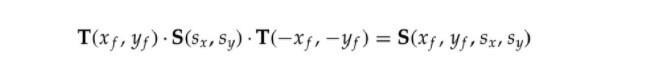 T(x_f, y_f) · S(s_x, s_y) · T(−x_f, −y_f) = S(x_f, y_f, s_x, s_y)